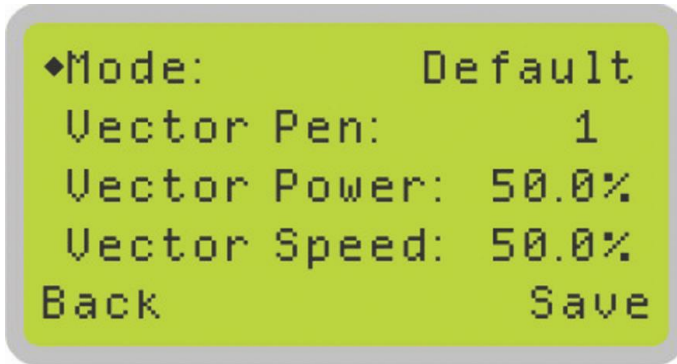 ◆Mode: Default
Vector Pen: 1
Vector Power: 50.0%
Vector Speed: 50.0%
Back Save